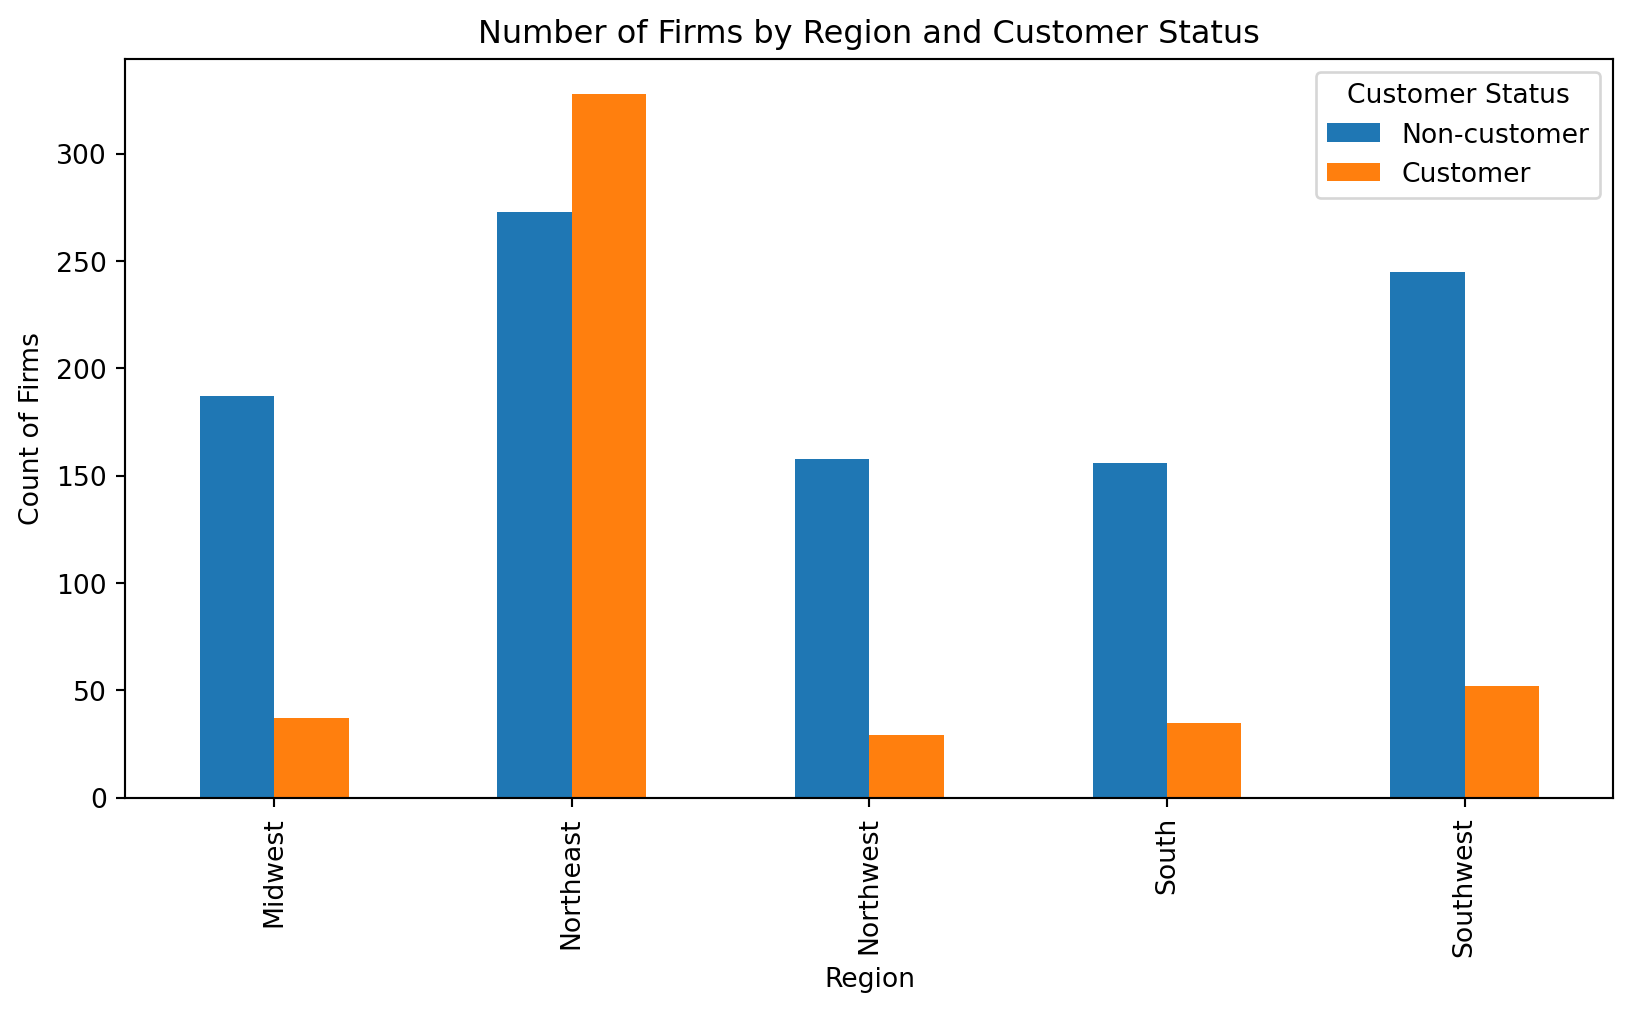 Number of Firms by Region and Customer Status
Customer Status
Non-customer
Customer
Count of Firms
300
250
200
150
100
50
0
Midwest
Northeast
Northwest
South
Southwest
Region